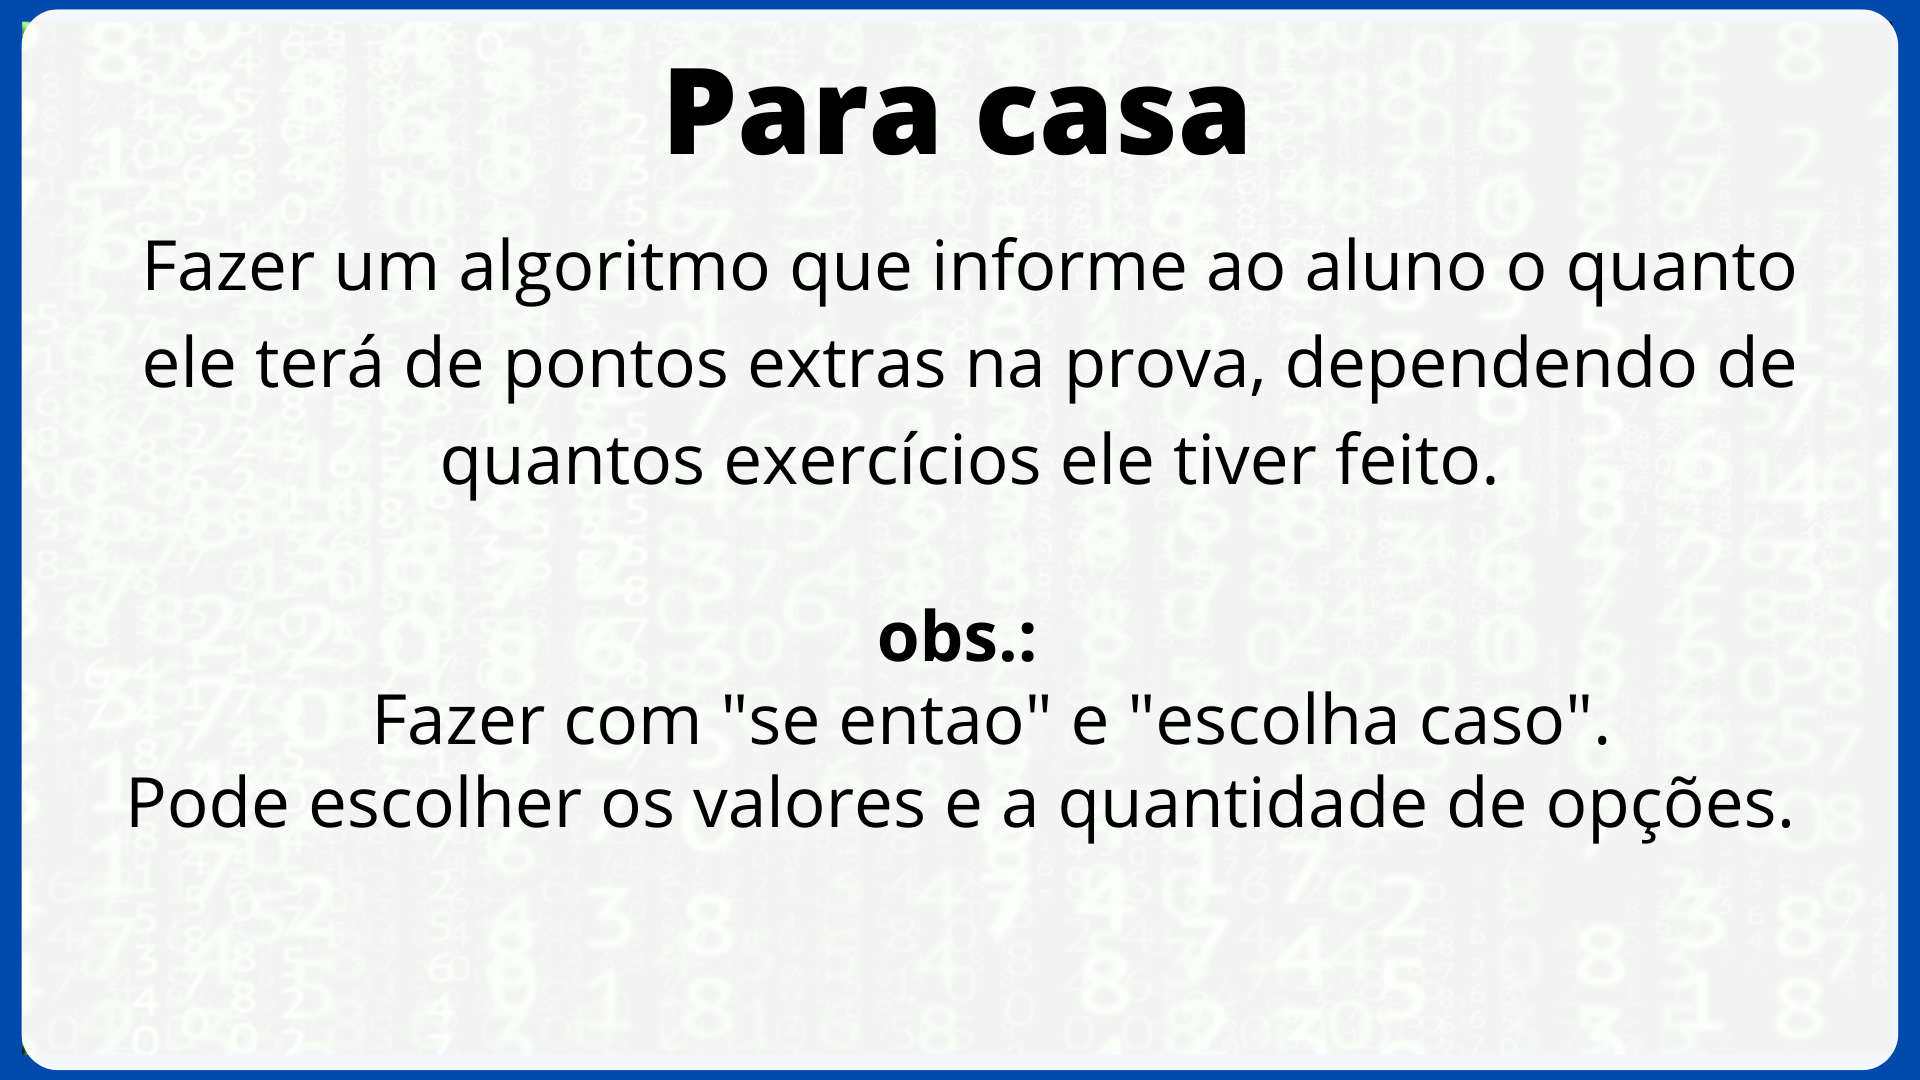 Para casa
Fazer um algoritmo que informe ao aluno o quanto
ele terá de pontos extras na prova, dependendo de
quantos exercícios ele tiver feito.
obs.:
Fazer com "se entao" e "escolha caso".
Pode escolher os valores e a quantidade de opções.